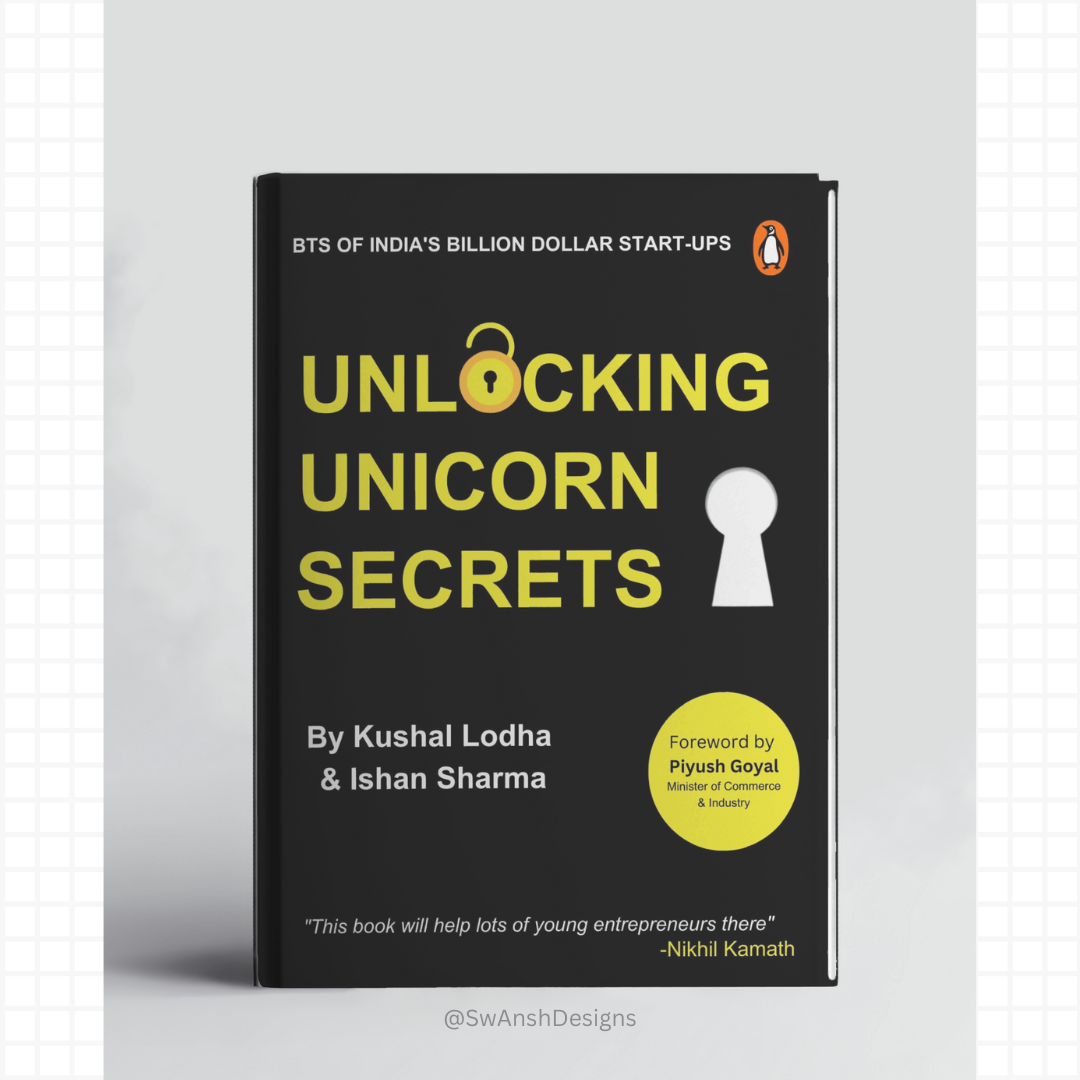 BTS OF INDIA'S BILLION DOLLAR START-UPS
UNLOCKING
UNICORN
SECRETS
By Kushal Lodha
& Ishan Sharma
Foreword by
Piyush Goyal
Minister of Commerce
& Industry
"This book will help lots of young entrepreneurs there"
-Nikhil Kamath
@SwAnshDesigns